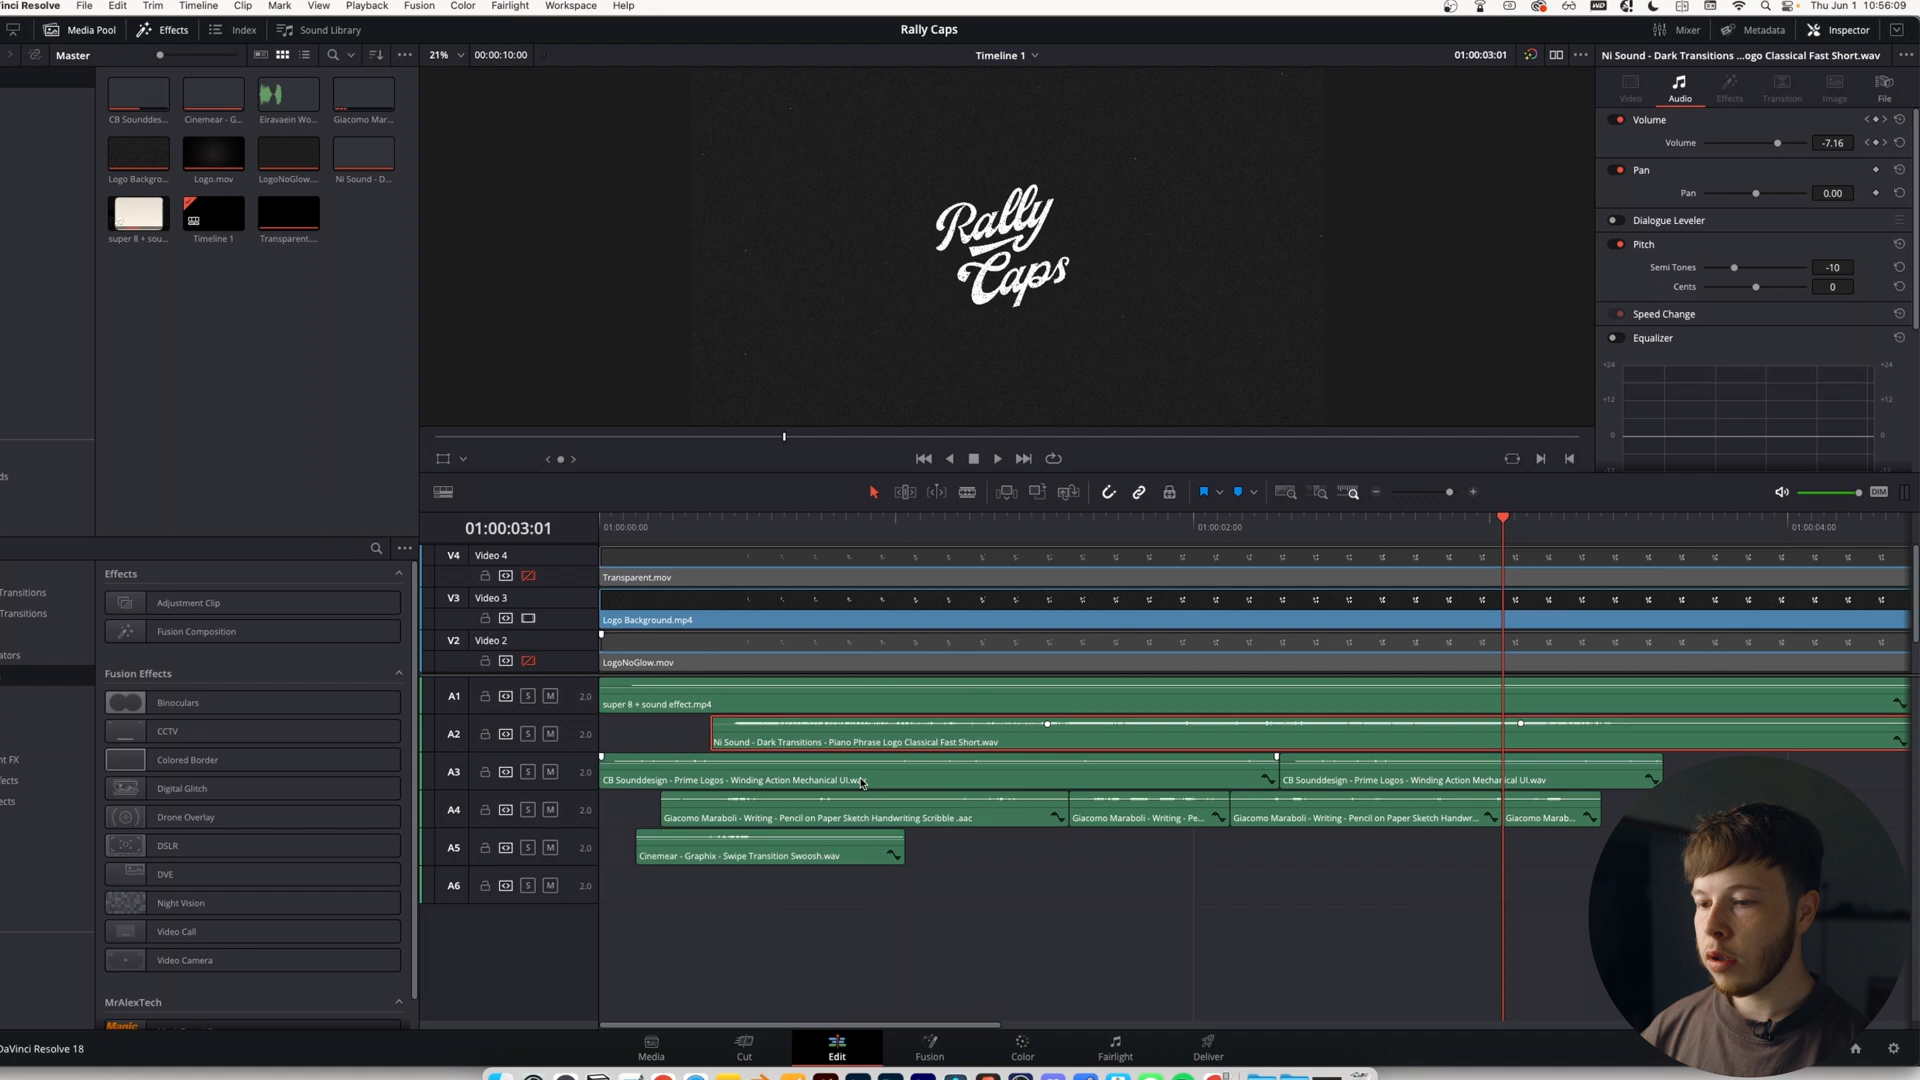 inci Resolve File Edit Trim Timeline Clip Mark View Playback Fusion Color Fairlight Workspace Help Thu Jun 1 10:56:09
Media Pool Effects Index Sound Library Rally Caps Mixer Metadata Inspector
Master 21% 00:00:10:00 Timeline 1 01:00:03:01 Ni Sound - Dark Transitions ...ogo Classical Fast Short.wav
Video Audio Effects Transition Image File
CB Sounddes... Cinemear - G... Eiravaein Wo... Giacomo Mar...
Logo Backgro... Logo.mov LogoNoGlow.... Ni Sound - D...
super 8 + sou... Timeline 1 Transparent....
Rally
Caps
Volume
Volume -7.16
Pan
Pan 0.00
Dialogue Leveler
Pitch
Semi Tones -10
Cents 0
Speed Change
Equalizer
+24 +24
+12 +12
0 0
DIM
01:00:03:01 01:00:00:00 01:00:02:00 01:00:04:00
V4 Video 4
Transparent.mov
V3 Video 3
Logo Background.mp4
V2 Video 2
LogoNoGlow.mov
A1 S M 2.0 super 8 + sound effect.mp4
A2 S M 2.0 Ni Sound - Dark Transitions - Piano Phrase Logo Classical Fast Short.wav
A3 S M 2.0 CB Sounddesign - Prime Logos - Winding Action Mechanical UI.wav CB Sounddesign - Prime Logos - Winding Action Mechanical UI.wav
A4 S M 2.0 Giacomo Maraboli - Writing - Pencil on Paper Sketch Handwriting Scribble .aac Giacomo Maraboli - Writing - Pe... Giacomo Maraboli - Writing - Pencil on Paper Sketch Handwr... Giacomo Marab...
A5 S M 2.0 Cinemear - Graphix - Swipe Transition Swoosh.wav
A6 S M 2.0
ds
Transitions
Transitions
ators
s
nt FX
fects
ects
Effects
Adjustment Clip
Fusion Composition
Fusion Effects
Binoculars
CCTV
Colored Border
Digital Glitch
Drone Overlay
DSLR
DVE
Night Vision
Video Call
Video Camera
MrAlexTech
DaVinci Resolve 18
Media Cut Edit Fusion Color Fairlight Deliver